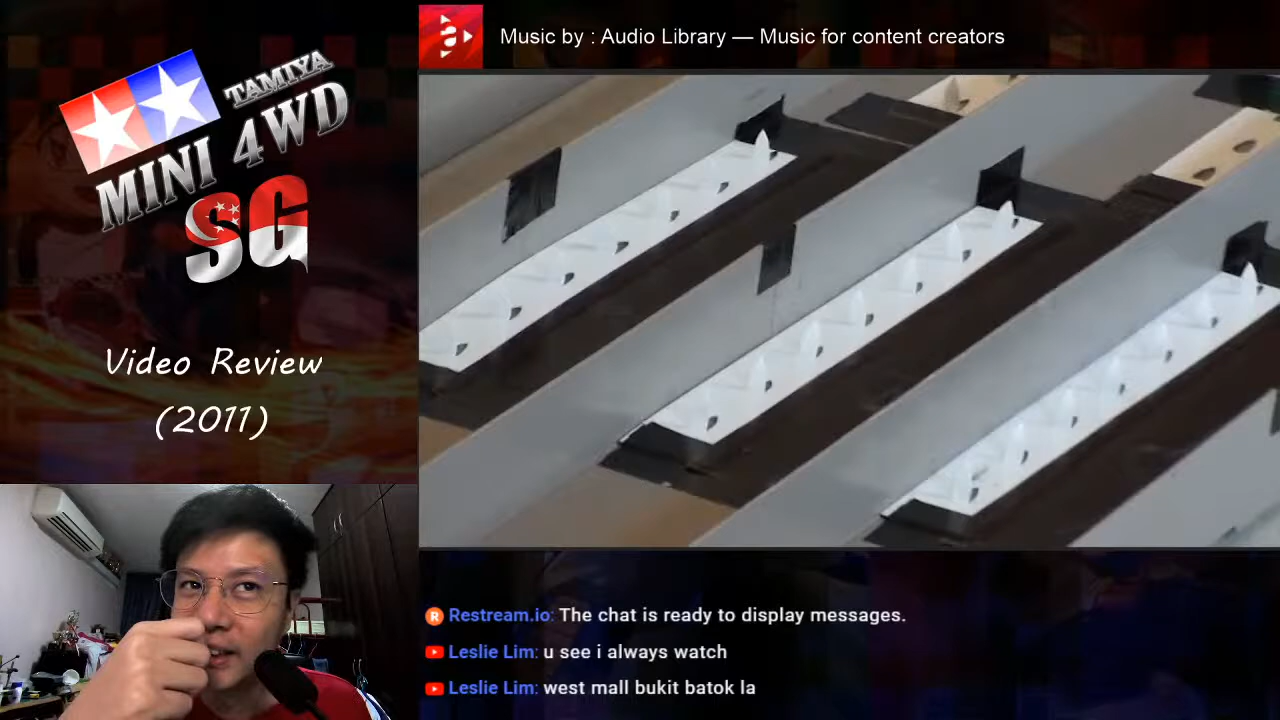 TAMIYA
MINI 4WD
SG
Video Review
(2011)
Music by : Audio Library — Music for content creators
Restream.io: The chat is ready to display messages.
Leslie Lim: u see i always watch
Leslie Lim: west mall bukit batok la